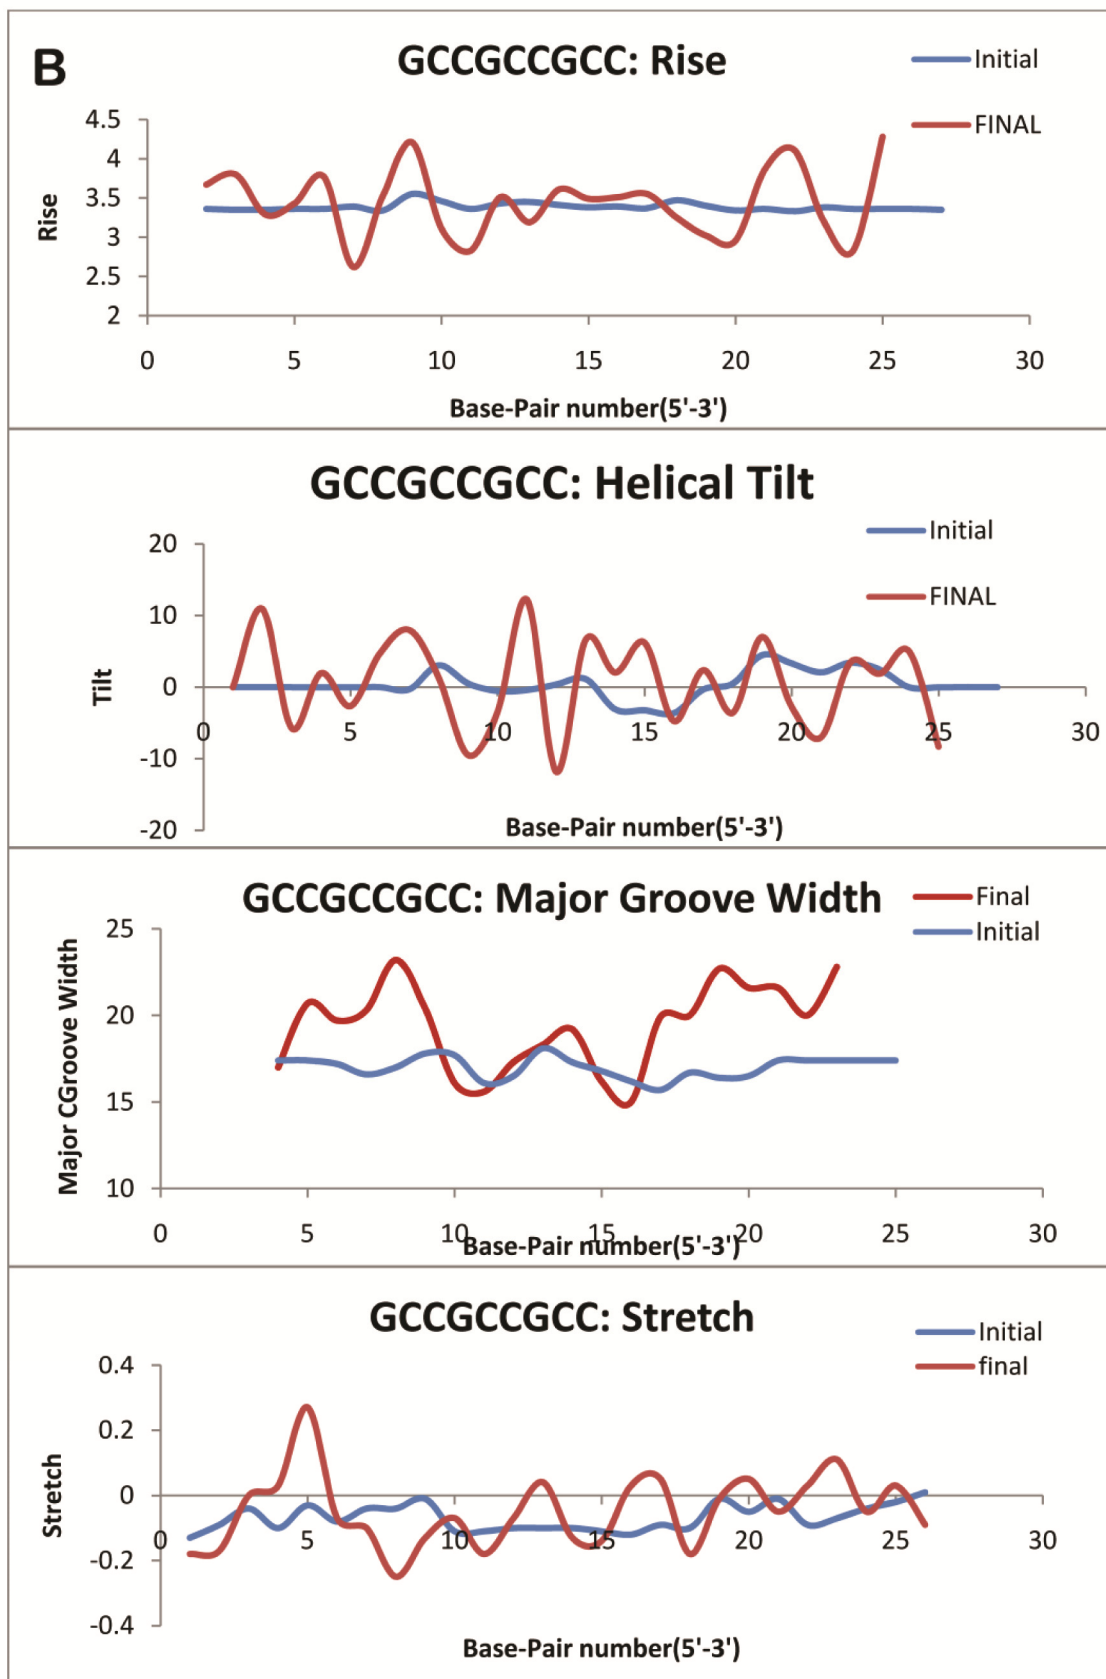 B
GCCGCCGCC: Rise
Initial
FINAL
4.5
4
3.5
3
2.5
2
Rise
0 5 10 15 20 25 30
Base-Pair number(5'-3')
GCCGCCGCC: Helical Tilt
Initial
FINAL
20
10
0
-10
-20
Tilt
0 5 10 15 20 25 30
Base-Pair number(5'-3')
GCCGCCGCC: Major Groove Width
Final
Initial
25
20
15
10
Major CGroove Width
0 5 10 15 20 25 30
Base-Pair number(5'-3')
GCCGCCGCC: Stretch
Initial
final
0.4
0.2
0
-0.2
-0.4
Stretch
0 5 10 15 20 25 30
Base-Pair number(5'-3')